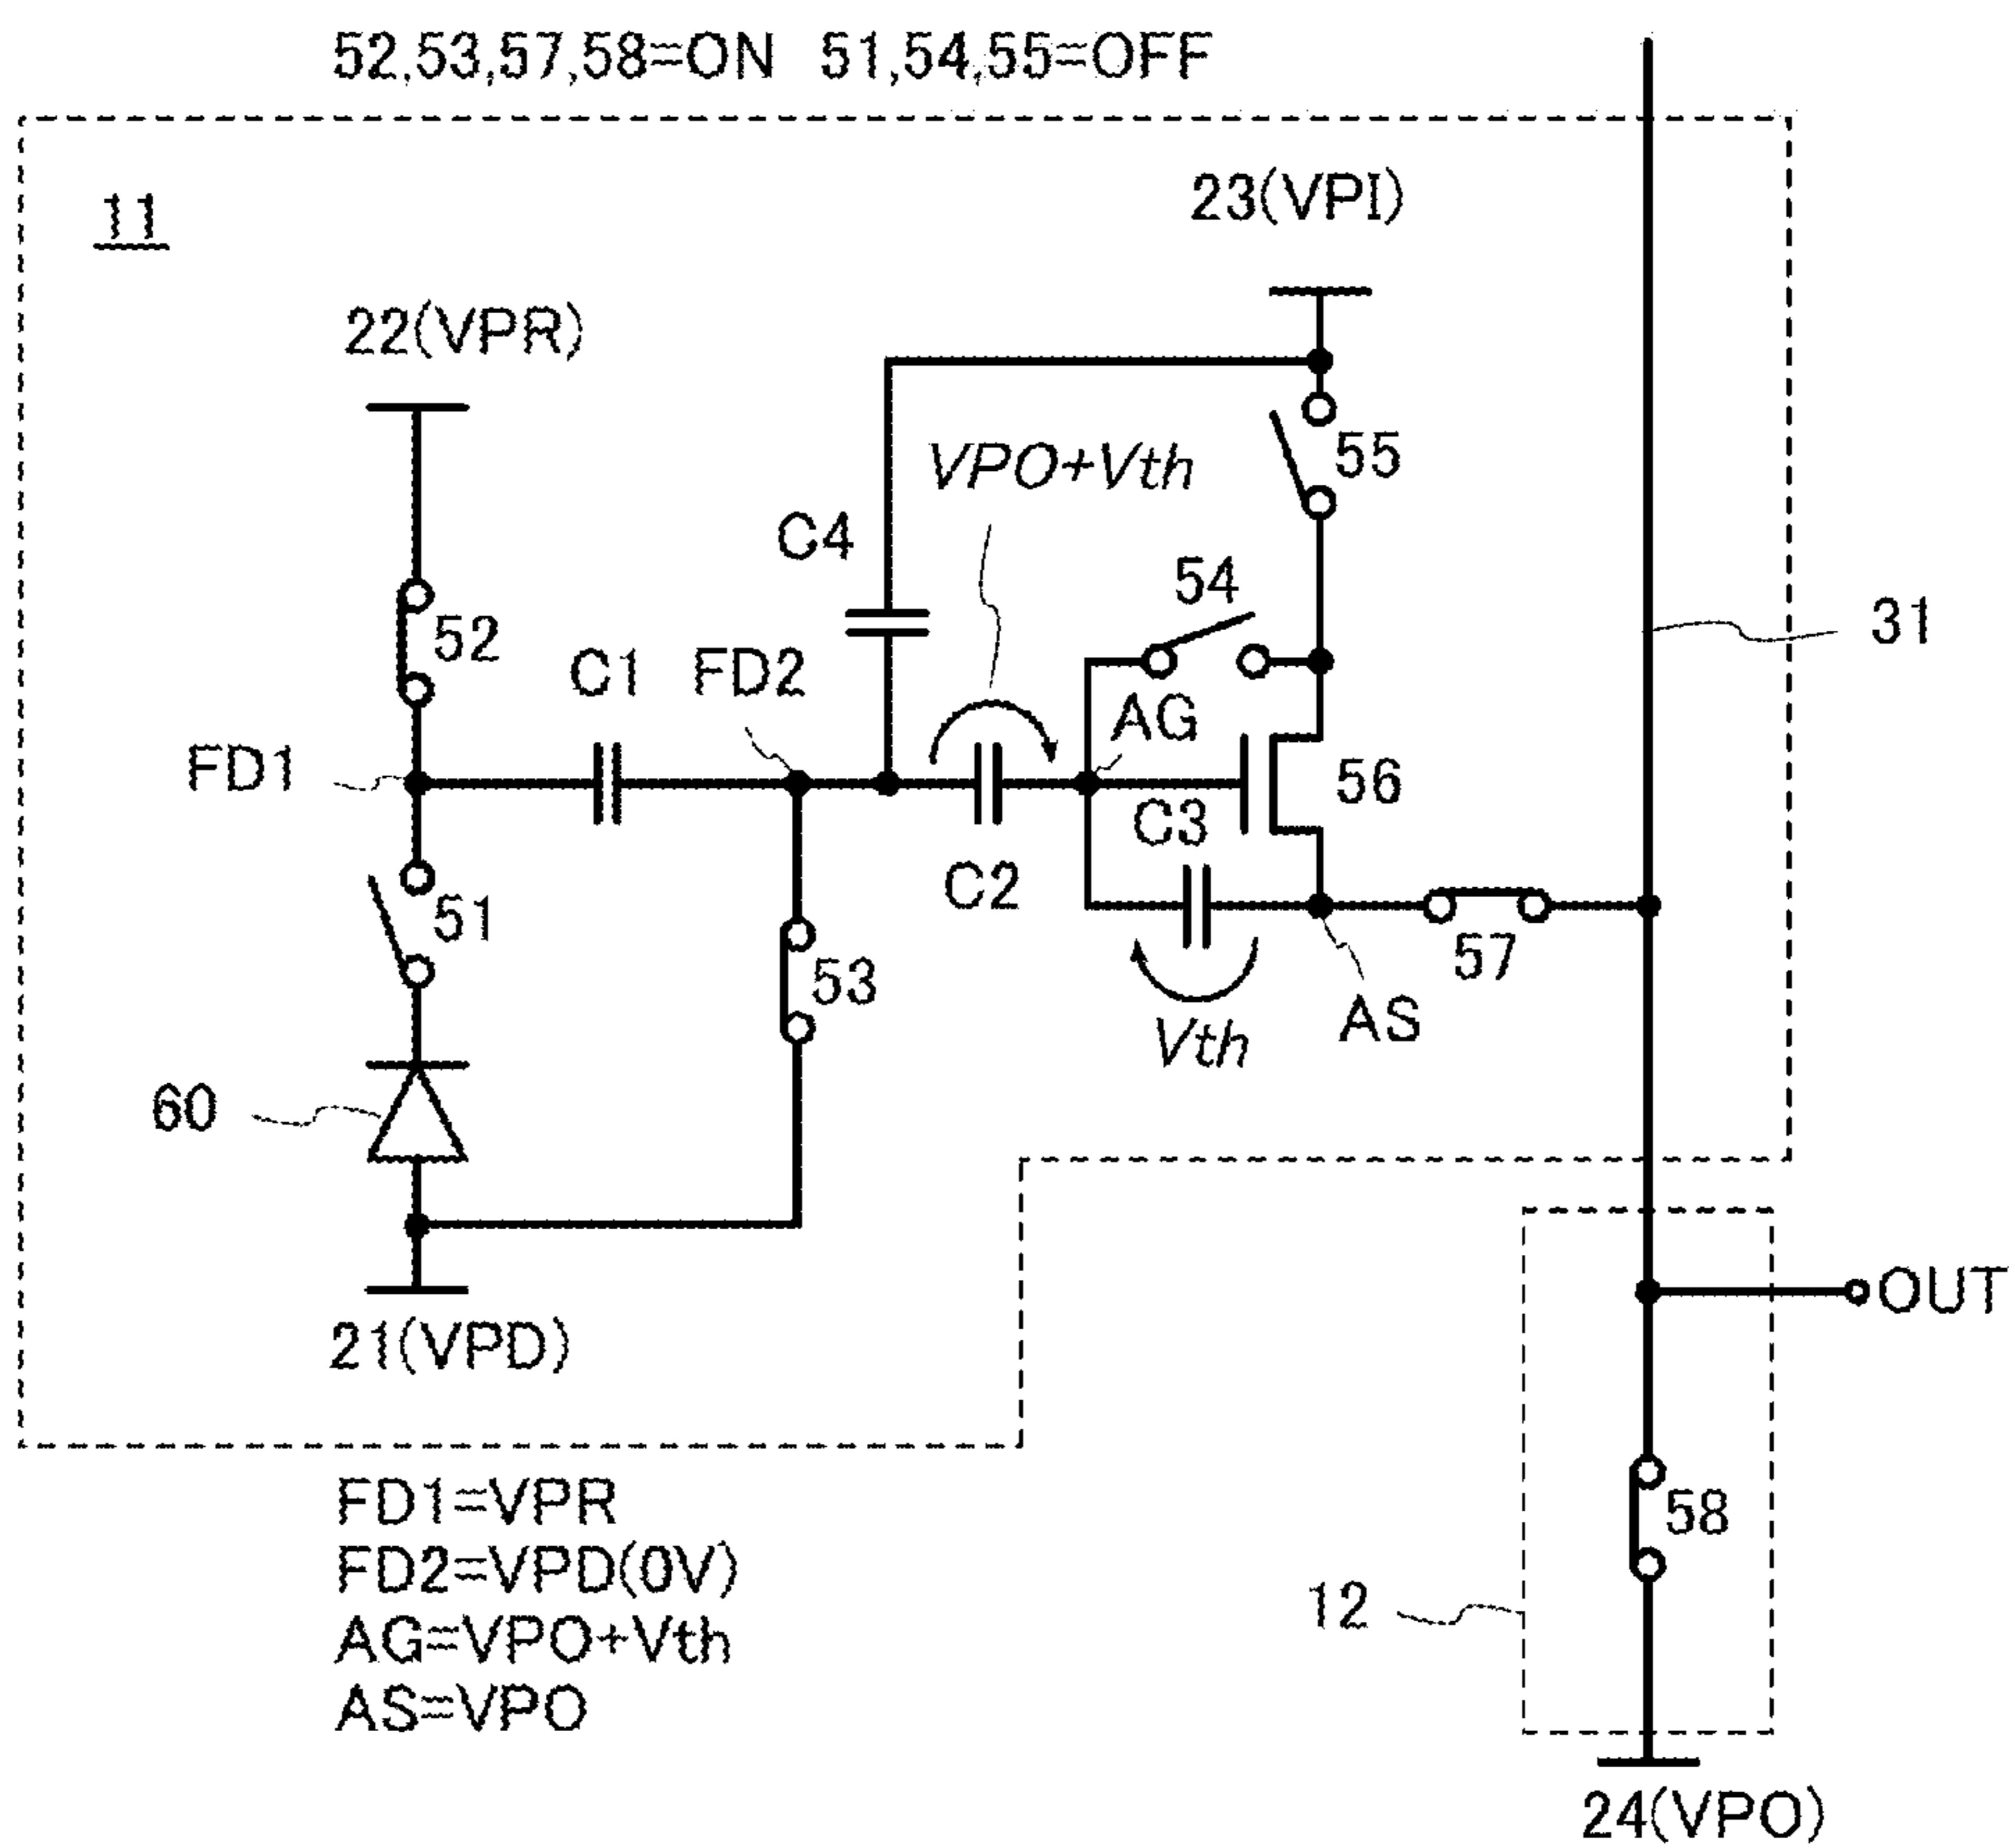 52,53,57,58=ON 51,54,55=OFF
11
23(VPI)
22(VPR)
55
VPO+Vth
C4
54
52
31
C1
FD2
AG
FD1
56
C3
C2
51
57
53
AS
Vth
60
OUT
21(VPD)
58
FD1=VPR
FD2=VPD(0V)
12
AG=VPO+Vth
AS=VPO
24(VPO)